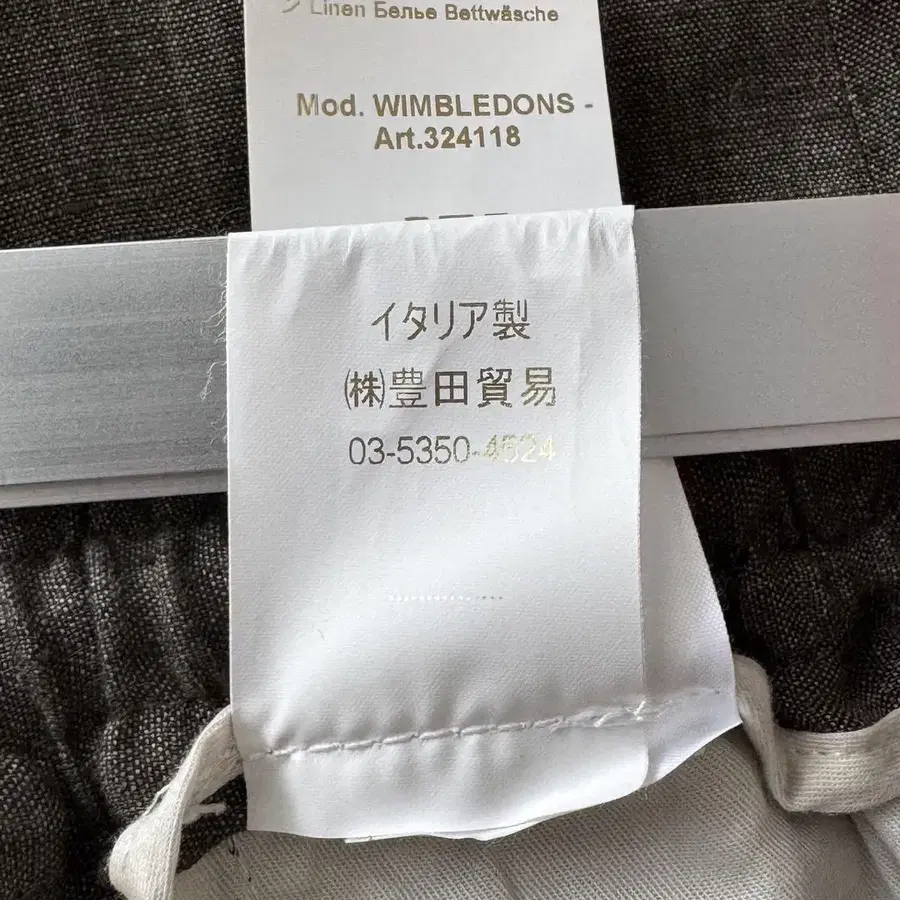 Linen Белье Bettwäsche
Mod. WIMBLEDONS -
Art.324118
イタリア製
㈱豊田貿易
03-5350-4524